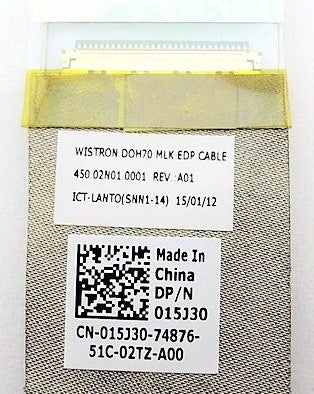 WISTRON DOH70 MLK EDP CABLE
450.02N01.0001 REV.:A01
ICT-LANTO(SNN1-14) 15/01/12
Made In
China
DP/N
015J30
CN-015J30-74876-
51C-02TZ-A00